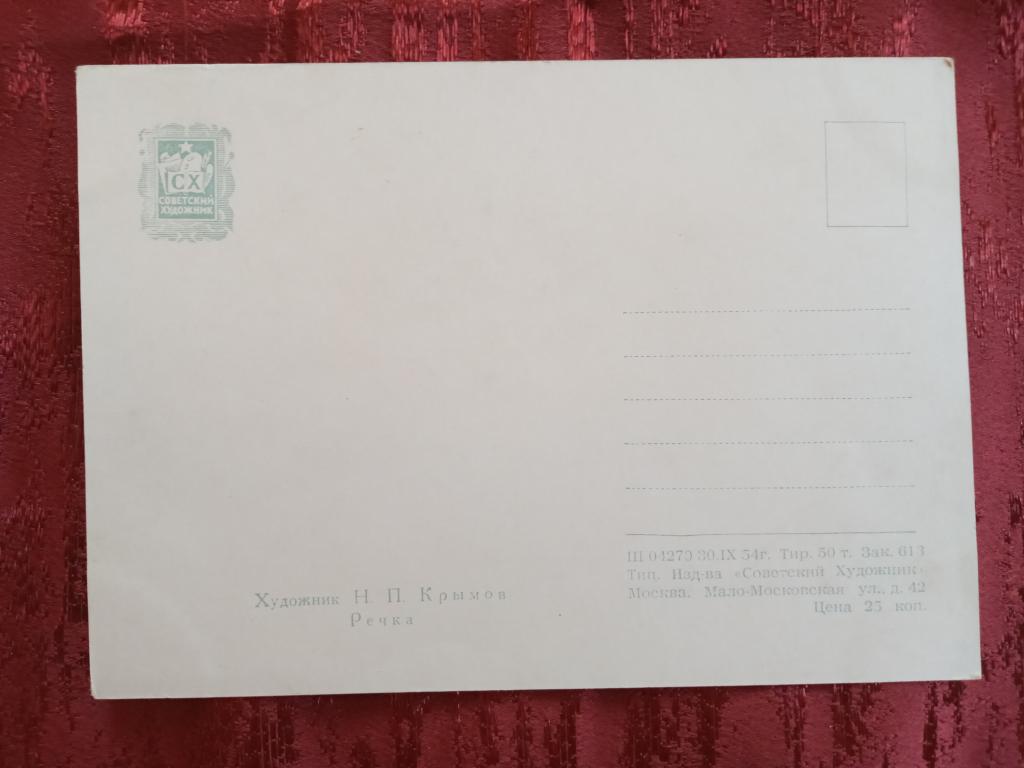 СХ
СОВЕТСКИЙ
ХУДОЖНИК
Художник Н. П. Крымов
Речка
Ш 04270 30.IX 54г. Тир. 50 т. Зак. 613
Тип. Изд-ва «Советский Художник»
Москва. Мало-Московская ул., д. 42
Цена 25 коп.